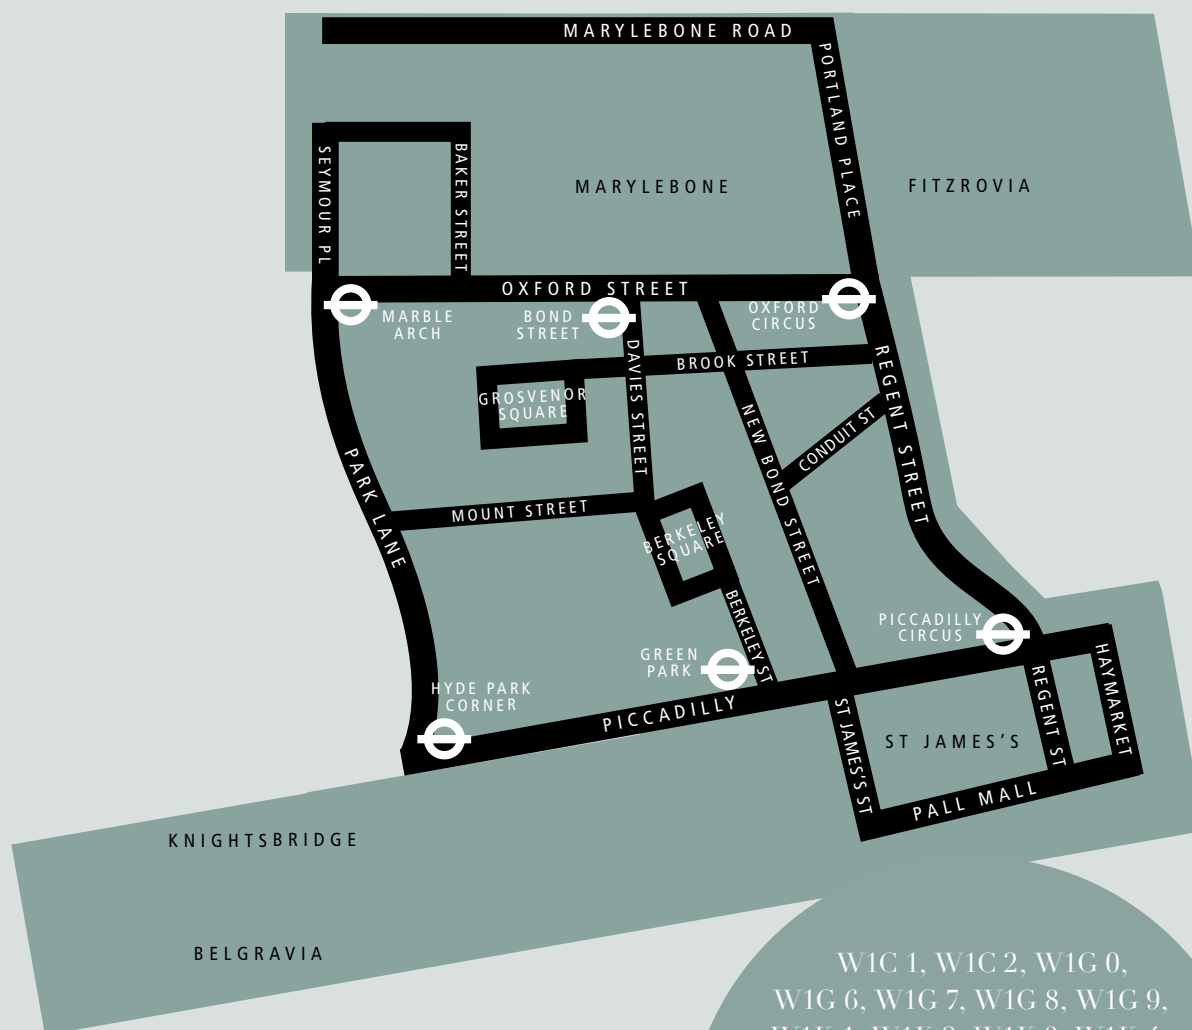 MARYLEBONE ROAD
PORTLAND PLACE
SEYMOUR PL
BAKER STREET
MARYLEBONE
FITZROVIA
OXFORD STREET
MARBLE
ARCH
BOND
STREET
OXFORD
CIRCUS
DAVIES STREET
BROOK STREET
REGENT STREET
GROSVENOR
SQUARE
NEW BOND STREET
CONDUIT ST
PARK LANE
MOUNT STREET
BERKELEY
SQUARE
BERKELEY ST
PICCADILLY
CIRCUS
GREEN
PARK
HYDE PARK
CORNER
PICCADILLY
ST JAMES'S ST
ST JAMES’S
REGENT ST
HAYMARKET
PALL MALL
KNIGHTSBRIDGE
BELGRAVIA
W1C 1, W1C 2, W1G 0,
W1G 6, W1G 7, W1G 8, W1G 9,